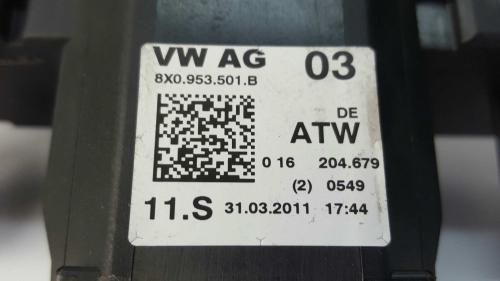 VW AG 03
8X0.953.501.B
DE
ATW
0 16 204.679
(2) 0549
11.S 31.03.2011 17:44